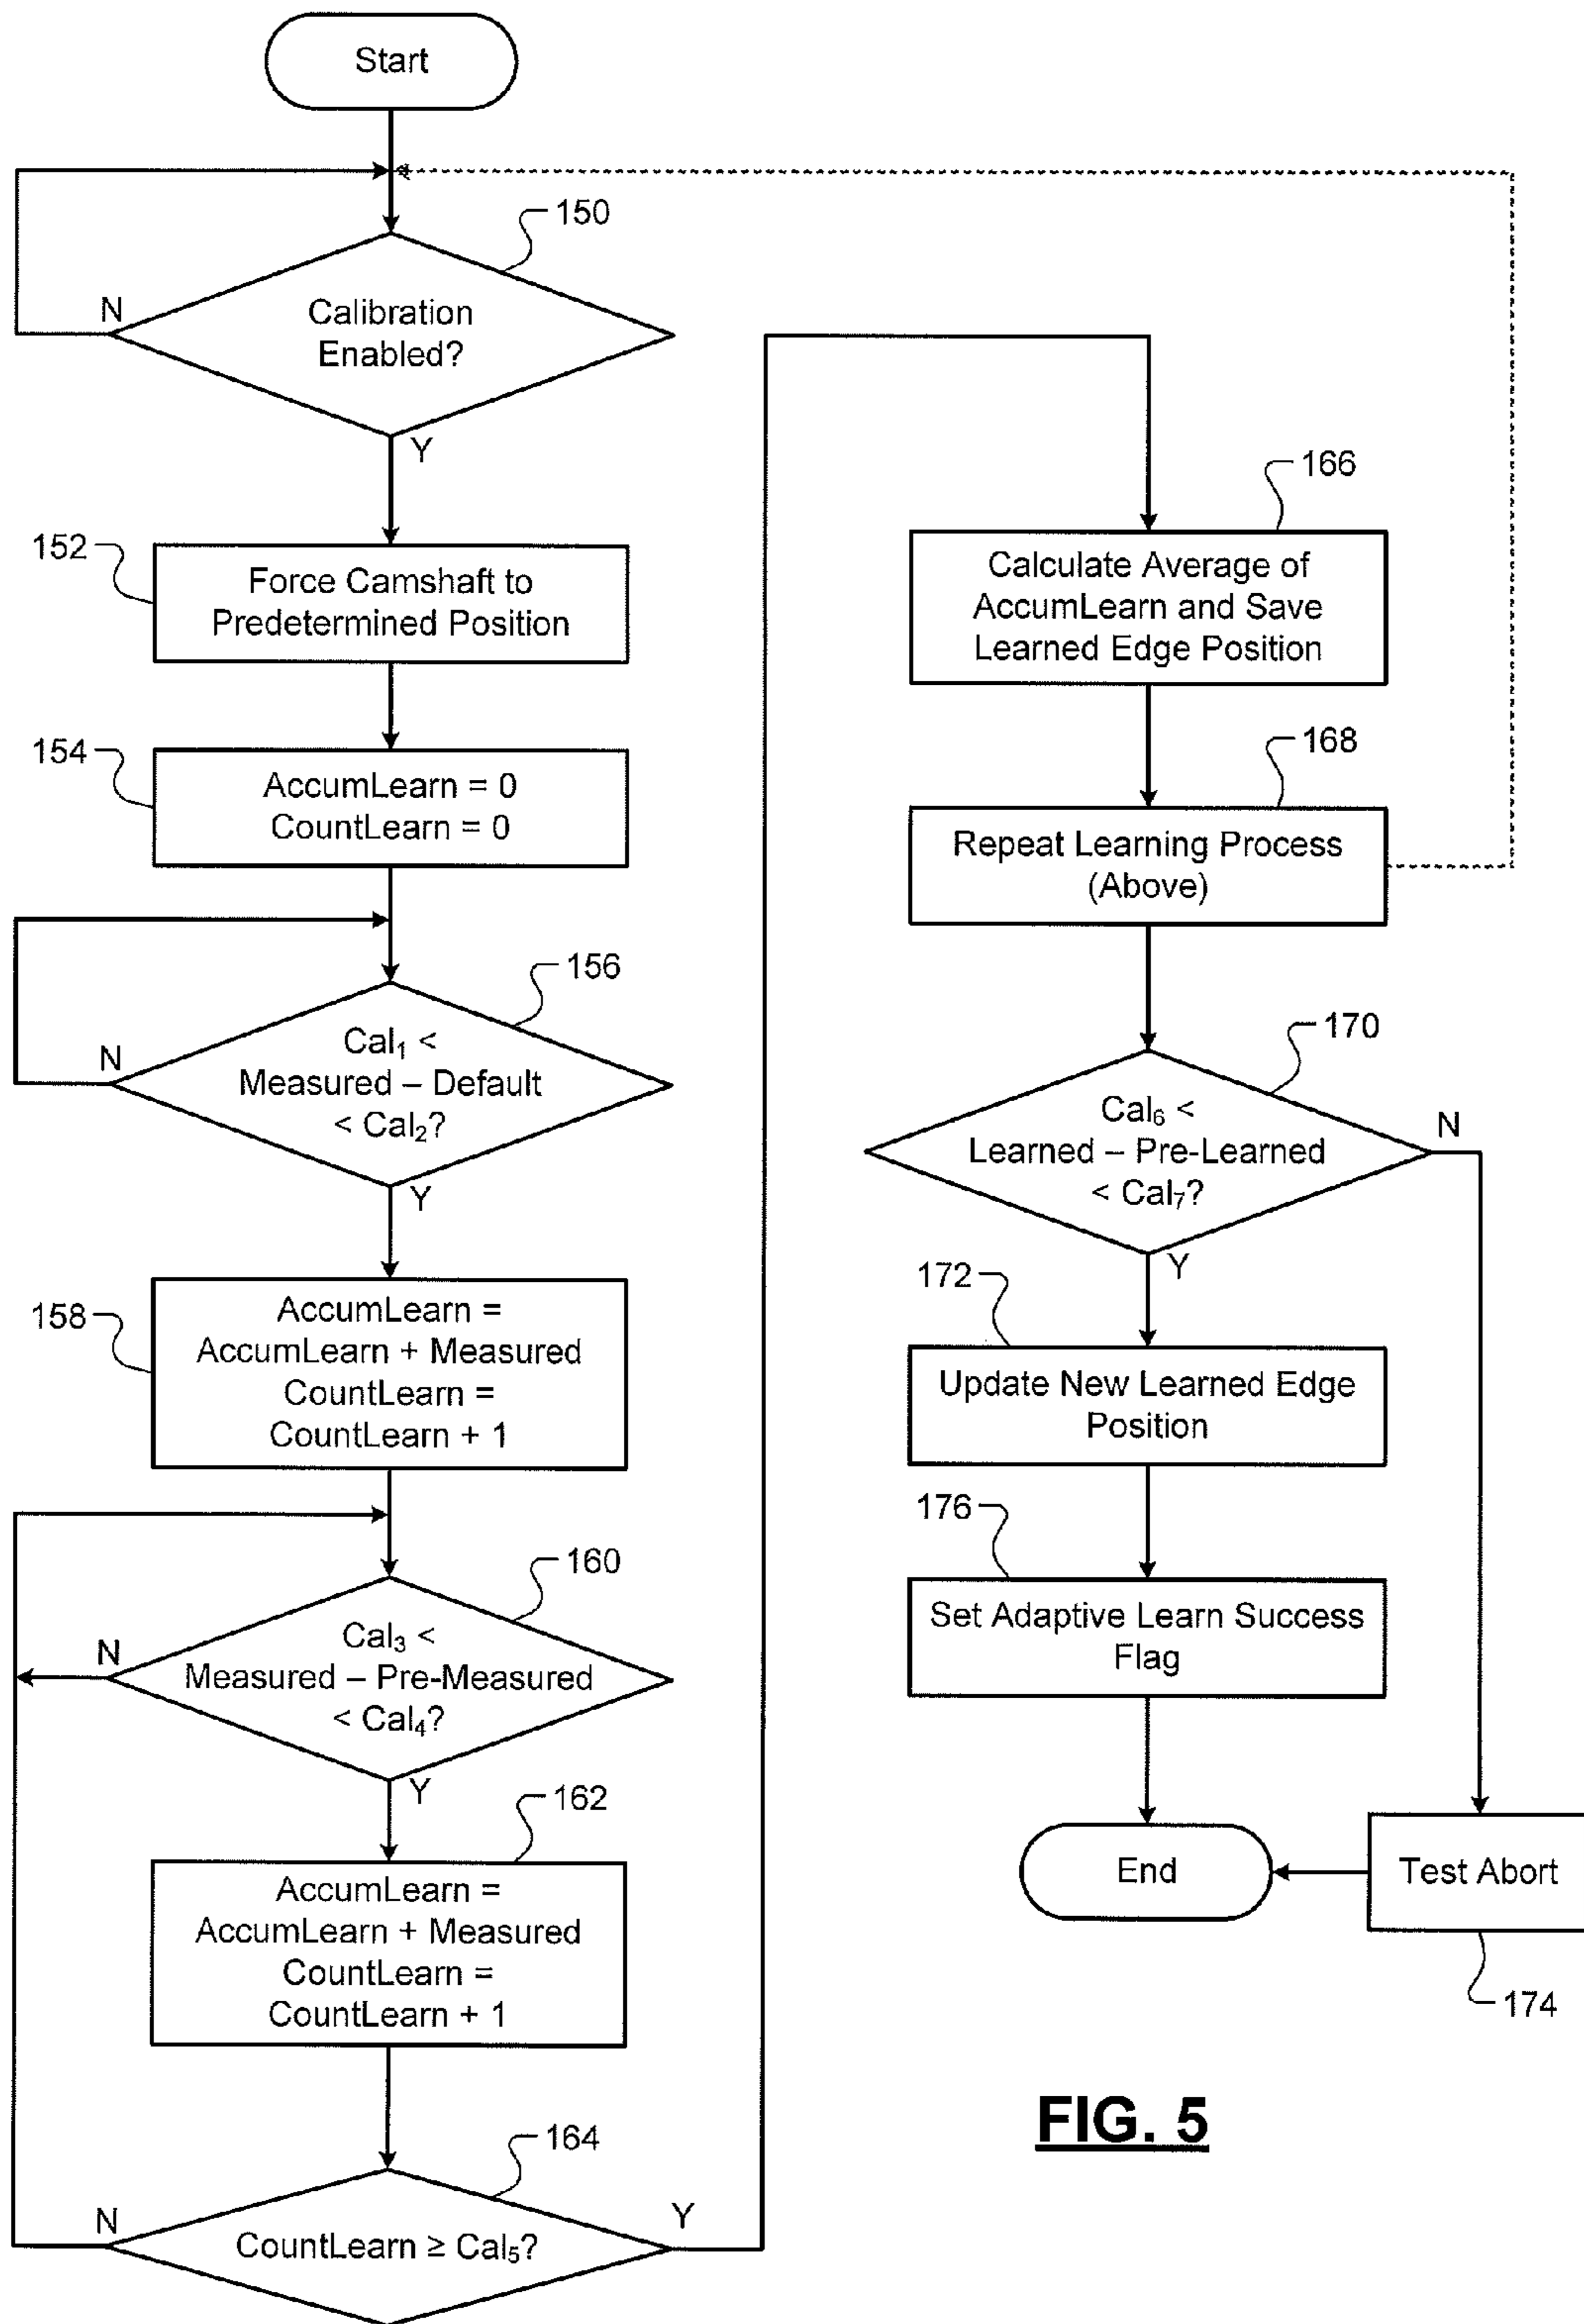 Start
150
N
Calibration
Enabled?
Y
152
Force Camshaft to
Predetermined Position
154
AccumLearn = 0
CountLearn = 0
156
N
Cal₁ <
Measured – Default
< Cal₂?
Y
158
AccumLearn =
AccumLearn + Measured
CountLearn =
CountLearn + 1
160
N
Cal₃ <
Measured – Pre-Measured
< Cal₄?
Y
162
AccumLearn =
AccumLearn + Measured
CountLearn =
CountLearn + 1
164
N
CountLearn ≥ Cal₅?
Y
166
Calculate Average of
AccumLearn and Save
Learned Edge Position
168
Repeat Learning Process
(Above)
170
Cal₆ <
Learned – Pre-Learned
< Cal₇?
N
Y
172
Update New Learned Edge
Position
176
Set Adaptive Learn Success
Flag
End
Test Abort
174
FIG. 5